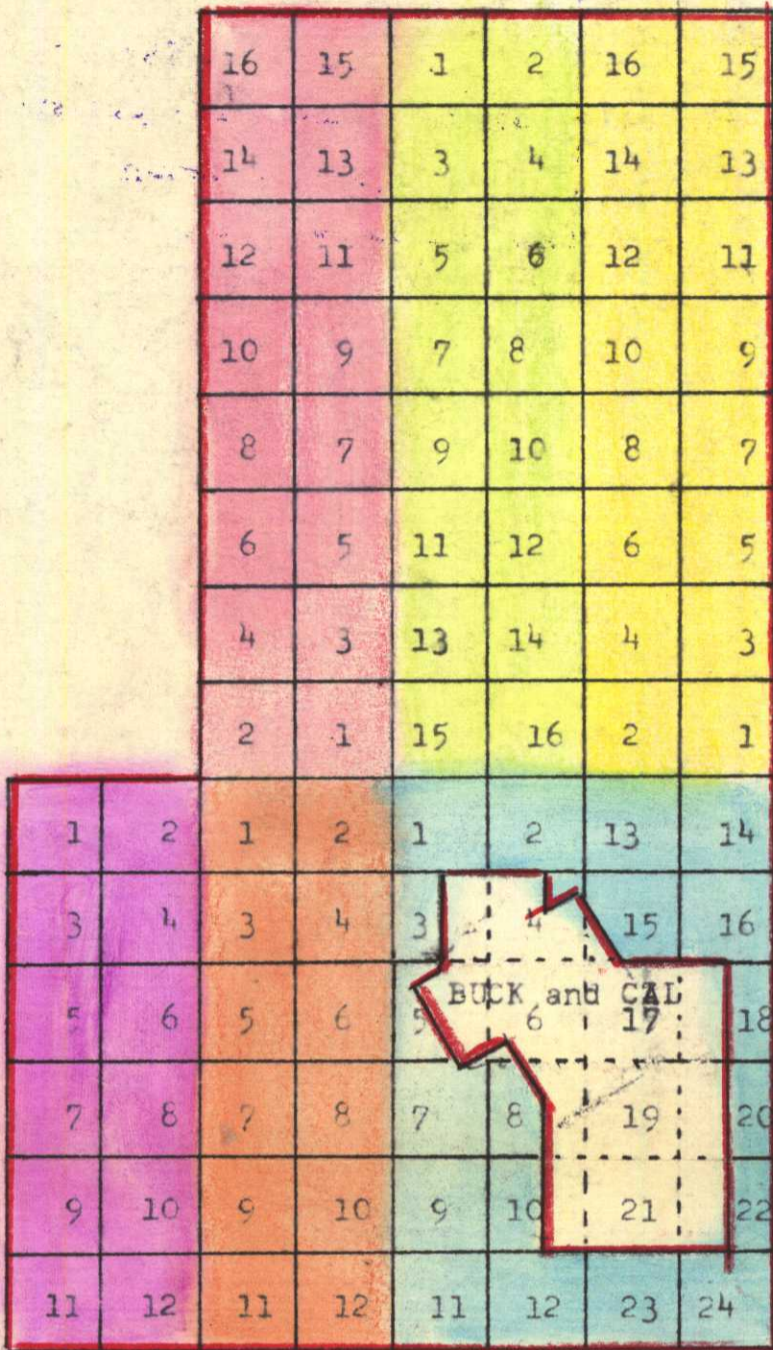 16 15 1 2 16 15
14 13 3 4 14 13
12 11 5 6 12 11
10 9 7 8 10 9
8 7 9 10 8 7
6 5 11 12 6 5
4 3 13 14 4 3
2 1 15 16 2 1
1 2 1 2 1 2 13 14
3 4 3 4 3 4 15 16
BUCK and CAL
5 6 5 6 5 6 17 18
7 8 7 8 7 8 19 20
9 10 9 10 9 10 21 22
11 12 11 12 11 12 23 24